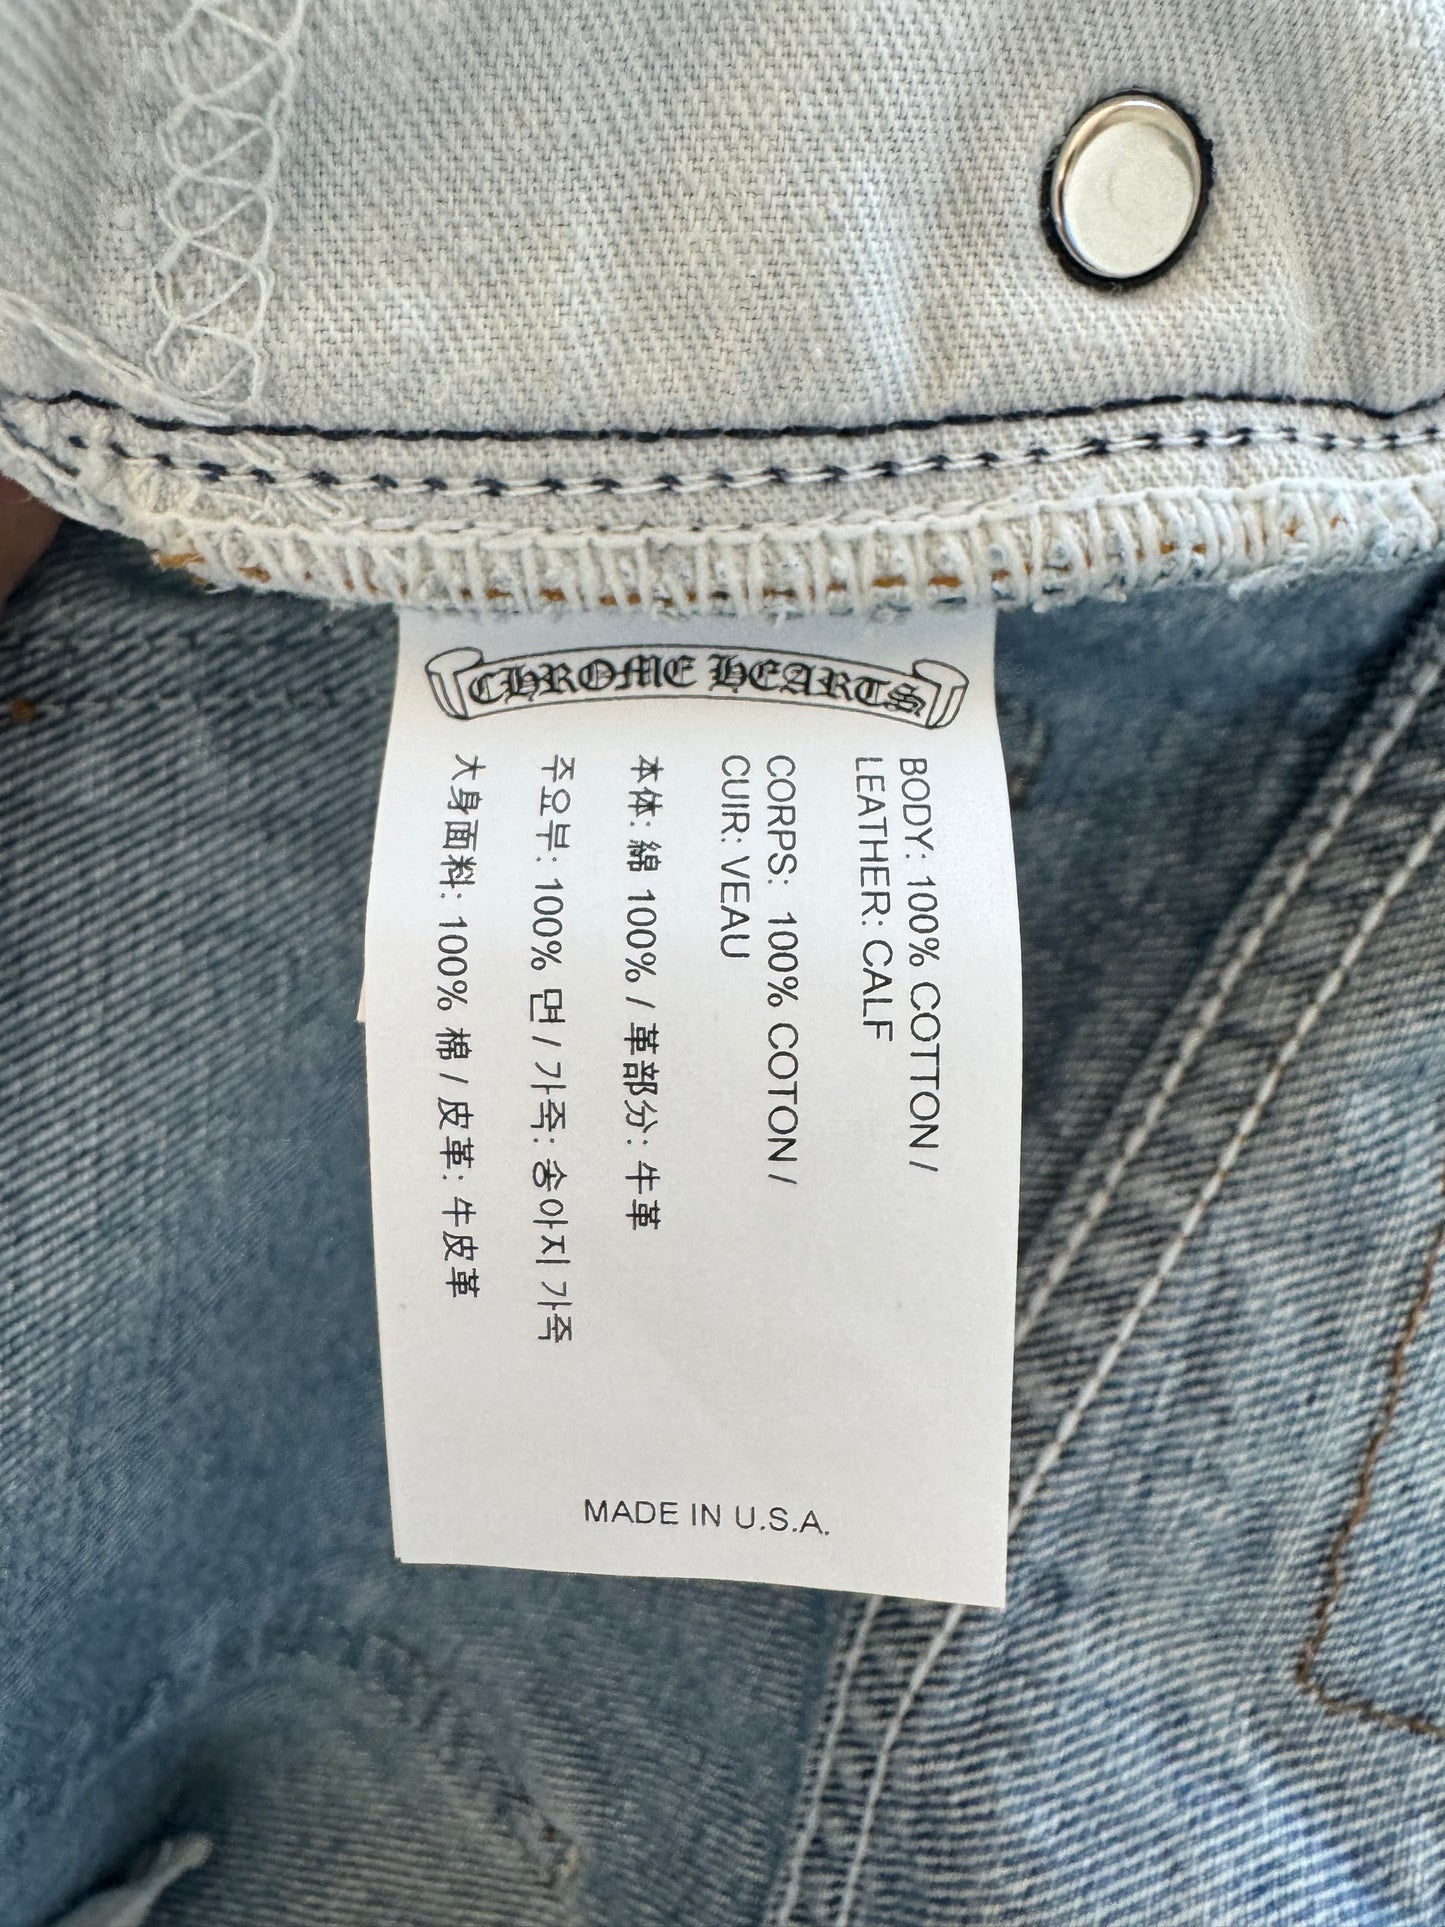 CHROME HEARTS
BODY: 100% COTTON /
LEATHER: CALF
CORPS: 100% COTON /
CUIR: VEAU
本体: 綿 100% / 革部分: 牛革
주요부: 100% 면 / 가죽: 송아지 가죽
大身面料: 100% 棉 / 皮革: 牛皮革
MADE IN U.S.A.